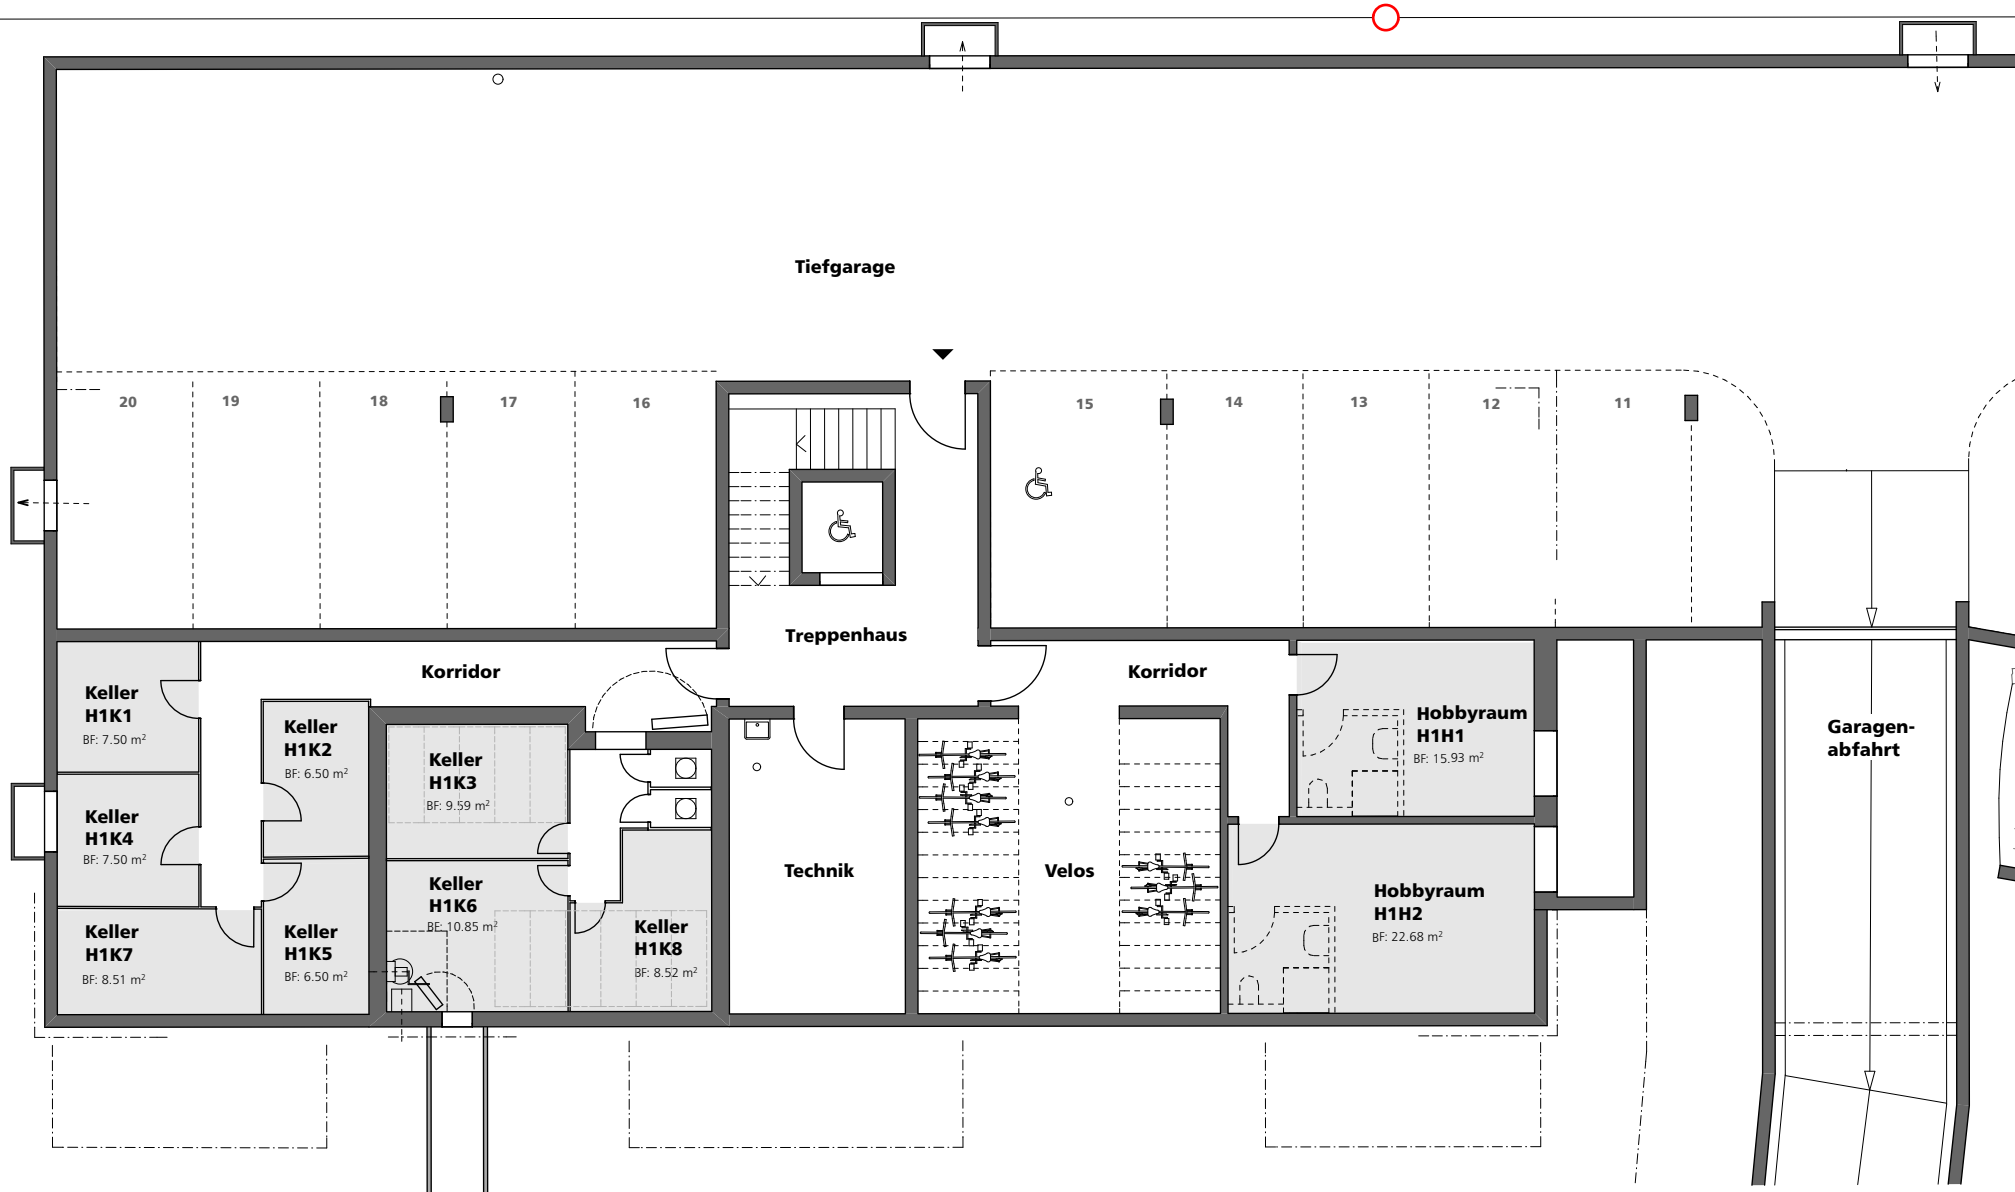 Tiefgarage
20
19
18
17
16
15
14
13
12
11
Treppenhaus
Korridor
Korridor
Keller
H1K1
BF: 7.50 m²
Keller
H1K2
BF: 6.50 m²
Keller
H1K3
BF: 9.59 m²
Keller
H1K4
BF: 7.50 m²
Keller
H1K5
BF: 6.50 m²
Keller
H1K6
BF: 10.85 m²
Keller
H1K7
BF: 8.51 m²
Keller
H1K8
BF: 8.52 m²
Technik
Velos
Hobbyraum
H1H1
BF: 15.93 m²
Hobbyraum
H1H2
BF: 22.68 m²
Garagen-
abfahrt